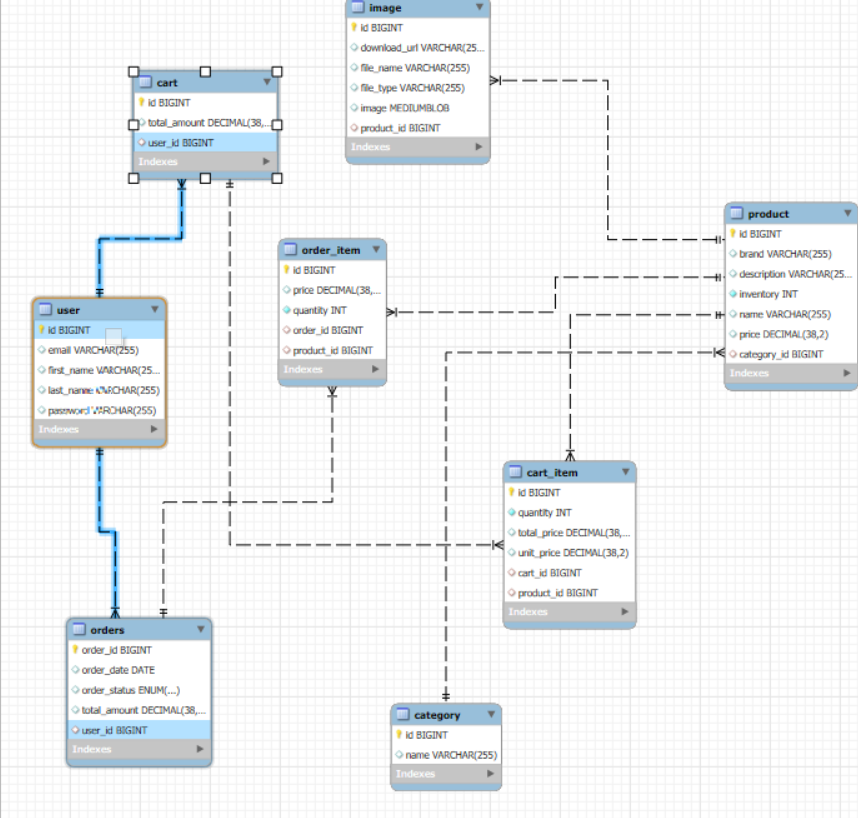 image
id BIGINT
download_url VARCHAR(25...
file_name VARCHAR(255)
file_type VARCHAR(255)
image MEDIUMBLOB
product_id BIGINT
Indexes
cart
id BIGINT
total_amount DECIMAL(38,...
user_id BIGINT
Indexes
product
id BIGINT
brand VARCHAR(255)
description VARCHAR(25...
inventory INT
name VARCHAR(255)
price DECIMAL(38,2)
category_id BIGINT
Indexes
order_item
id BIGINT
price DECIMAL(38,...
quantity INT
order_id BIGINT
product_id BIGINT
Indexes
user
id BIGINT
email VARCHAR(255)
first_name VARCHAR(25...
last_name VARCHAR(255)
password VARCHAR(255)
Indexes
cart_item
id BIGINT
quantity INT
total_price DECIMAL(38,...
unit_price DECIMAL(38,2)
cart_id BIGINT
product_id BIGINT
Indexes
orders
order_id BIGINT
order_date DATE
order_status ENUM(...)
total_amount DECIMAL(38,...
user_id BIGINT
Indexes
category
id BIGINT
name VARCHAR(255)
Indexes